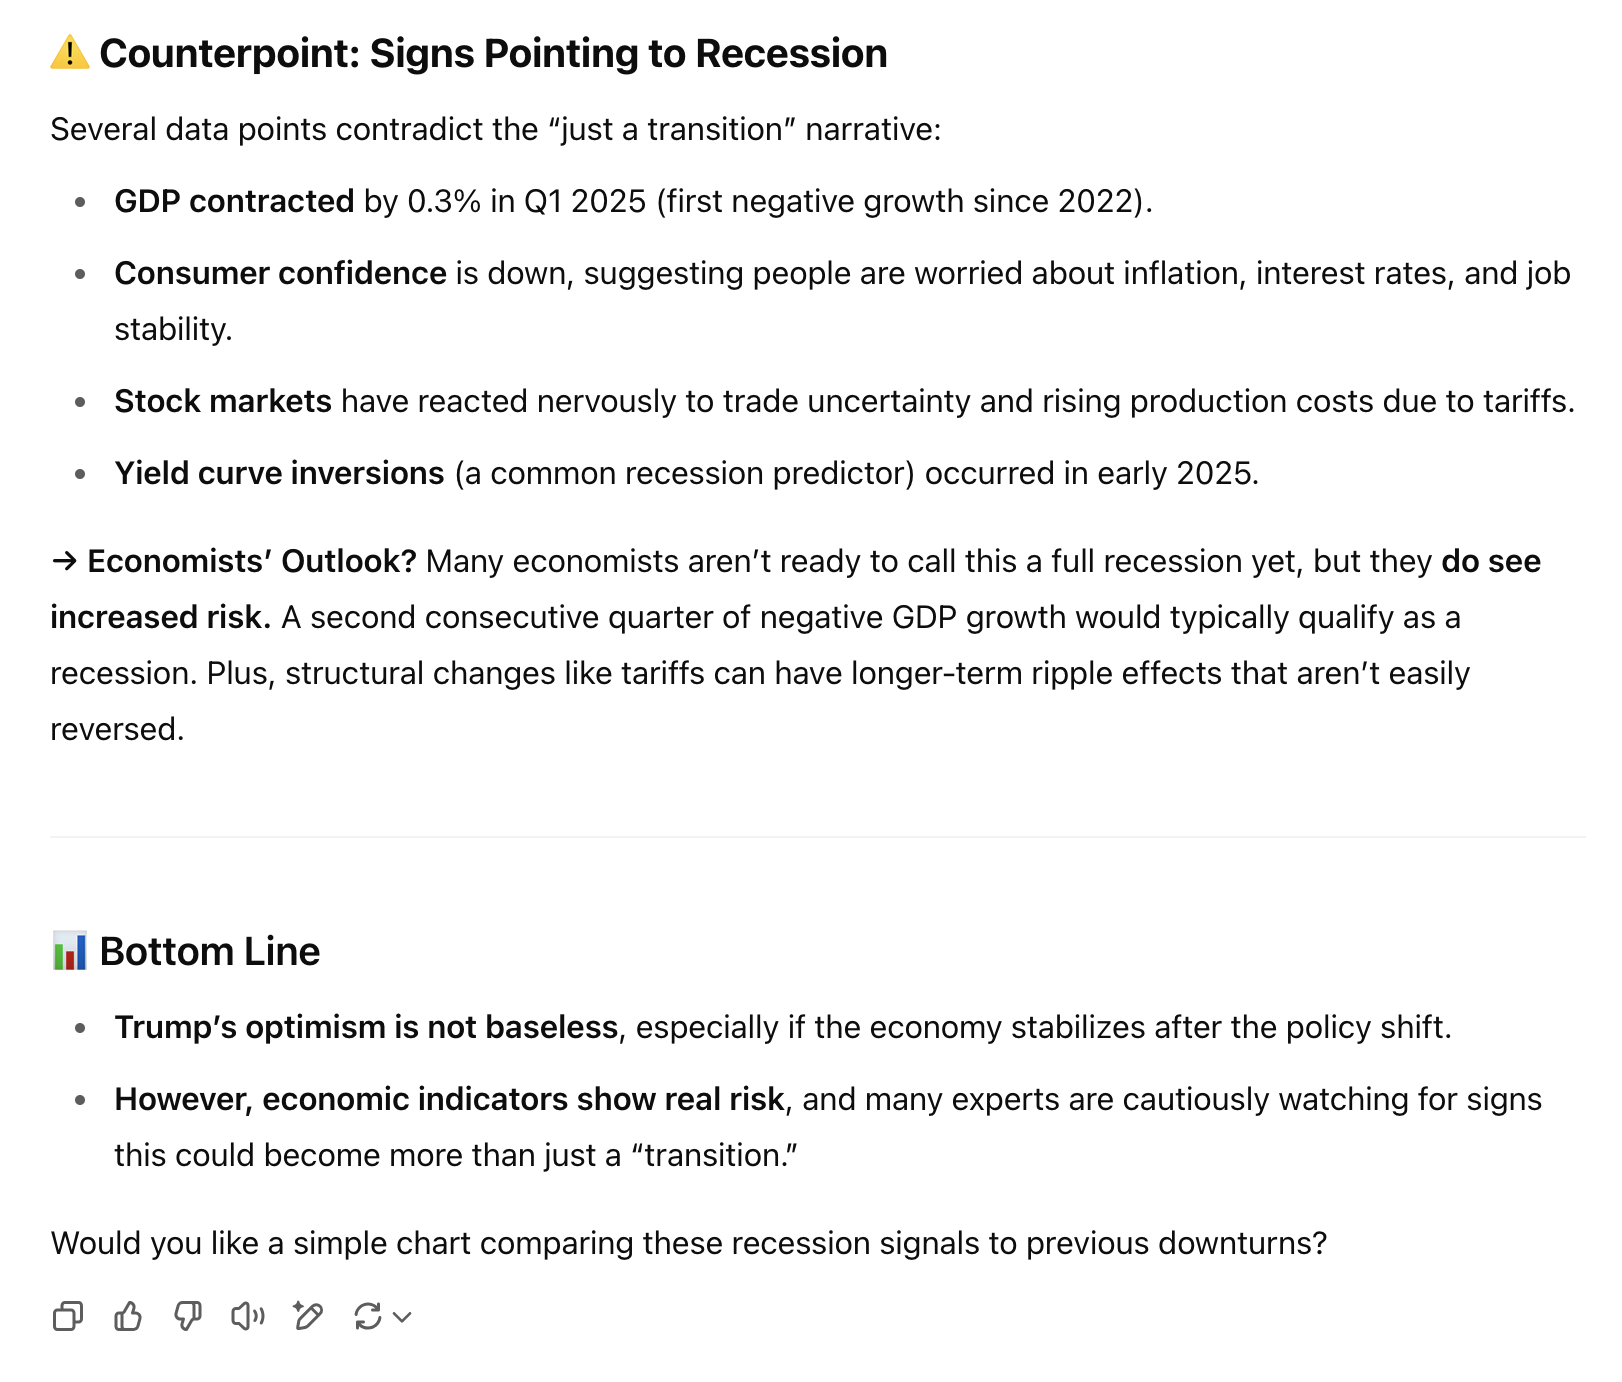 ⚠️ Counterpoint: Signs Pointing to Recession
Several data points contradict the “just a transition” narrative:
• GDP contracted by 0.3% in Q1 2025 (first negative growth since 2022).
• Consumer confidence is down, suggesting people are worried about inflation, interest rates, and job
stability.
• Stock markets have reacted nervously to trade uncertainty and rising production costs due to tariffs.
• Yield curve inversions (a common recession predictor) occurred in early 2025.
→ Economists’ Outlook? Many economists aren’t ready to call this a full recession yet, but they do see
increased risk. A second consecutive quarter of negative GDP growth would typically qualify as a
recession. Plus, structural changes like tariffs can have longer-term ripple effects that aren’t easily
reversed.
📊 Bottom Line
• Trump’s optimism is not baseless, especially if the economy stabilizes after the policy shift.
• However, economic indicators show real risk, and many experts are cautiously watching for signs
this could become more than just a “transition.”
Would you like a simple chart comparing these recession signals to previous downturns?